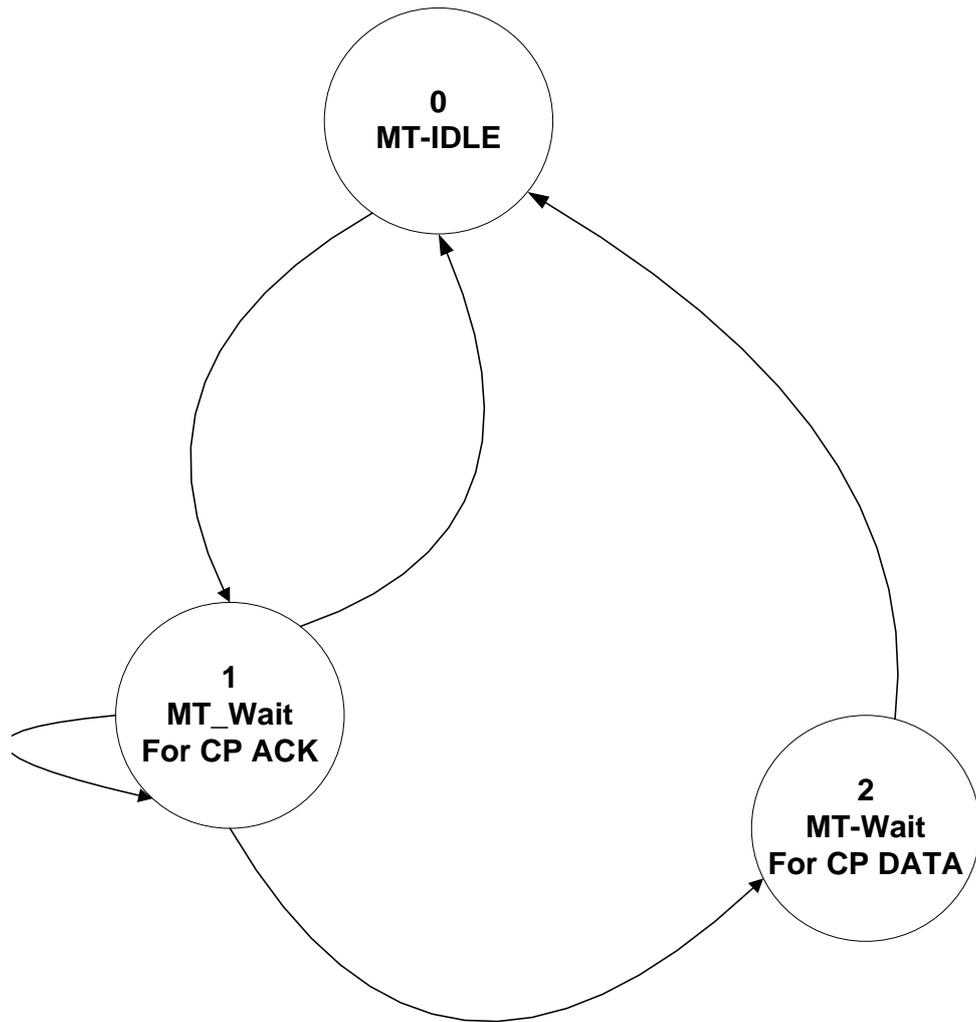 0
MT-IDLE
1
MT_Wait
For CP ACK
2
MT-Wait
For CP DATA